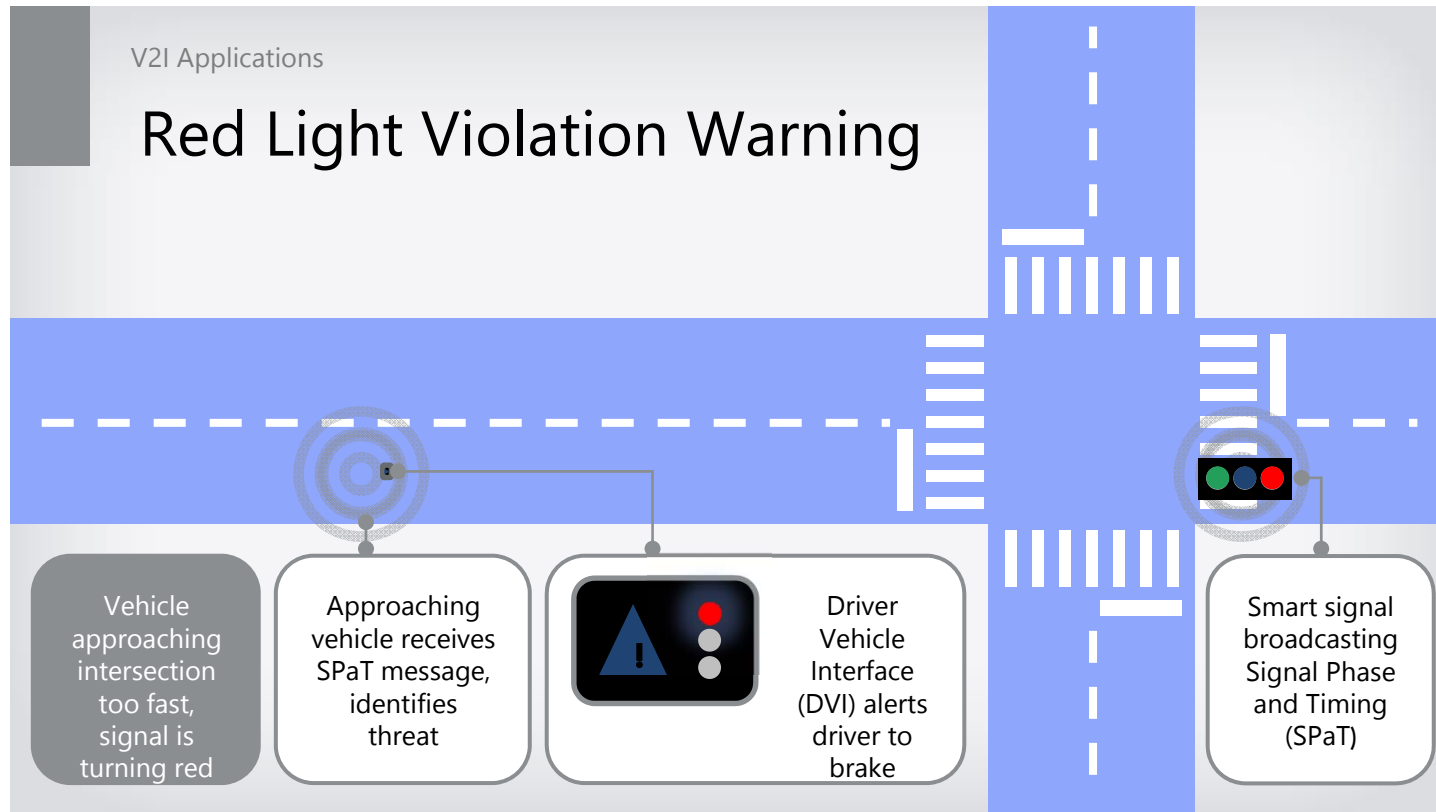 V2I Applications
Red Light Violation Warning
Vehicle
approaching
intersection
too fast,
signal is
turning red
Approaching
vehicle receives
SPaT message,
identifies
threat
!
Driver
Vehicle
Interface
(DVI) alerts
driver to
brake
Smart signal
broadcasting
Signal Phase
and Timing
(SPaT)